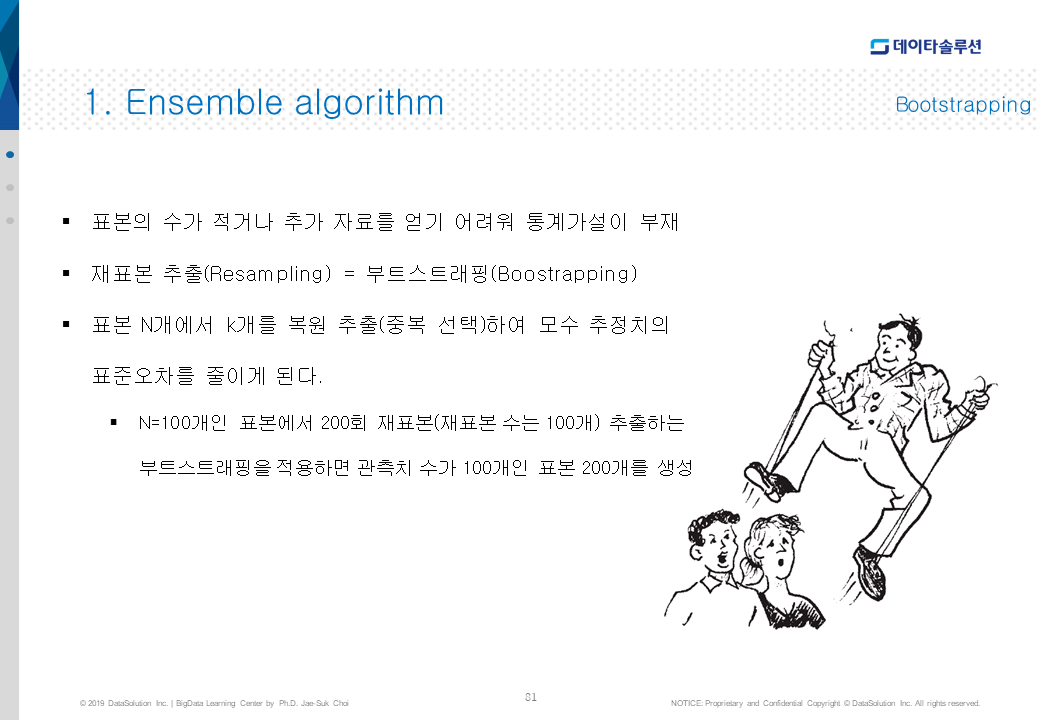 데이타솔루션
1. Ensemble algorithm
Bootstrapping
▪ 표본의 수가 적거나 추가 자료를 얻기 어려워 통계가설이 부재
▪ 재표본 추출(Resampling) = 부트스트래핑(Boostrapping)
▪ 표본 N개에서 k개를 복원 추출(중복 선택)하여 모수 추정치의
표준오차를 줄이게 된다.
▪ N=100개인 표본에서 200회 재표본(재표본 수는 100개) 추출하는
부트스트래핑을 적용하면 관측치 수가 100개인 표본 200개를 생성
© 2019 DataSolution Inc. | BigData Learning Center by Ph.D. Jae-Suk Choi
81
NOTICE: Proprietary and Confidential Copyright © DataSolution Inc. All rights reserved.